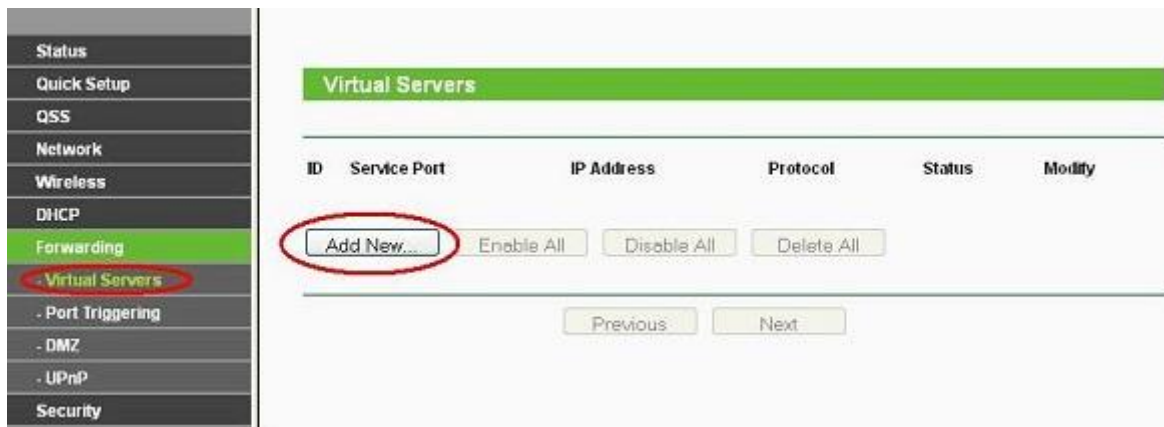 Status
Quick Setup
QSS
Network
Wireless
DHCP
Forwarding
- Virtual Servers
- Port Triggering
- DMZ
- UPnP
Security
Virtual Servers
ID Service Port IP Address Protocol Status Modify
Add New... Enable All Disable All Delete All
Previous Next